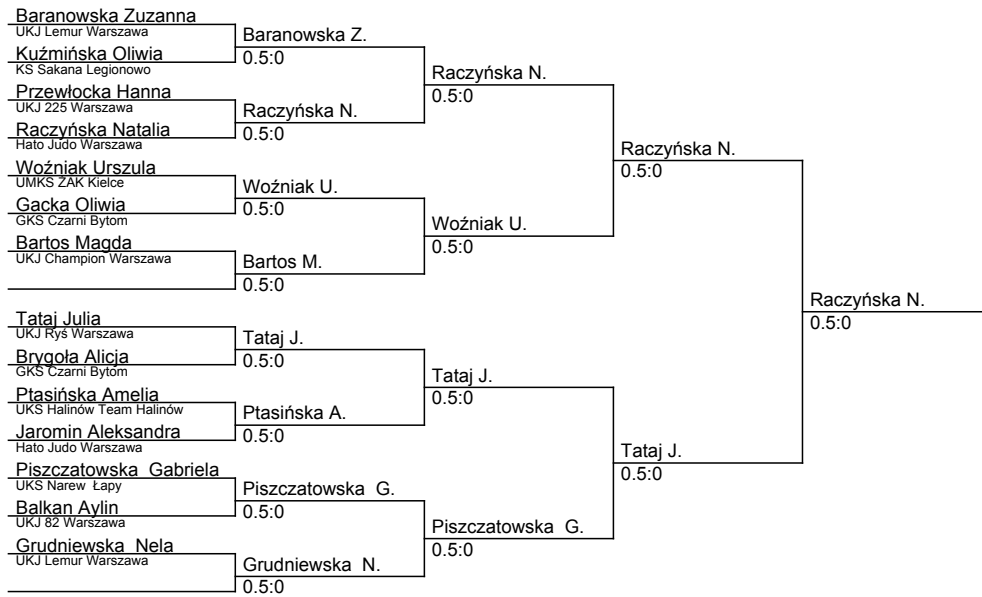 Baranowska Zuzanna
UKJ Lemur Warszawa
Kuźmińska Oliwia
KS Sakana Legionowo
Przewłocka Hanna
UKJ 225 Warszawa
Raczyńska Natalia
Hato Judo Warszawa
Woźniak Urszula
UMKS ŻAK Kielce
Gacka Oliwia
GKS Czarni Bytom
Bartos Magda
UKJ Champion Warszawa
Tataj Julia
UKJ Ryś Warszawa
Brygoła Alicja
GKS Czarni Bytom
Ptasińska Amelia
UKS Halinów Team Halinów
Jaromin Aleksandra
Hato Judo Warszawa
Piszczatowska  Gabriela
UKS Narew  Łapy
Balkan Aylin
UKJ 82 Warszawa
Grudniewska  Nela
UKJ Lemur Warszawa
Baranowska Z.
0.5:0
Raczyńska N.
0.5:0
Woźniak U.
0.5:0
Bartos M.
0.5:0
Tataj J.
0.5:0
Ptasińska A.
0.5:0
Piszczatowska  G.
0.5:0
Grudniewska  N.
0.5:0
Raczyńska N.
0.5:0
Woźniak U.
0.5:0
Tataj J.
0.5:0
Piszczatowska  G.
0.5:0
Raczyńska N.
0.5:0
Tataj J.
0.5:0
Raczyńska N.
0.5:0